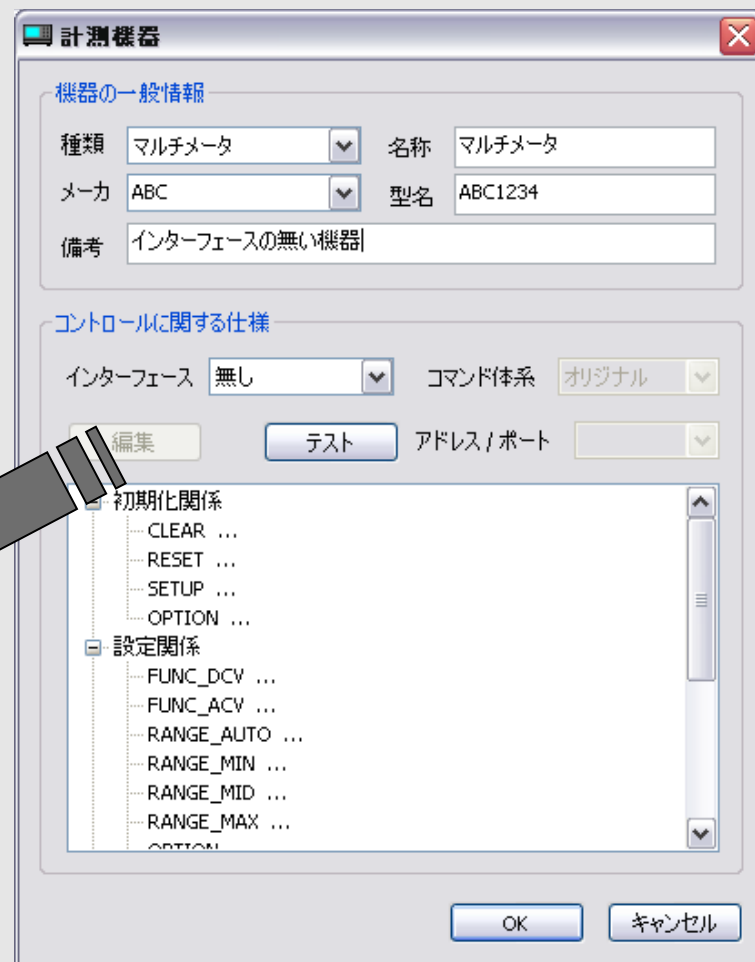 計測機器
機器の一般情報
種類 マルチメータ 名称 マルチメータ
メーカ ABC 型名 ABC1234
備考 インターフェースの無い機器
コントロールに関する仕様
インターフェース 無し コマンド体系 オリジナル
編集 テスト アドレス / ポート
初期化関係
CLEAR ...
RESET ...
SETUP ...
OPTION ...
設定関係
FUNC_DCV ...
FUNC_ACV ...
RANGE_AUTO ...
RANGE_MIN ...
RANGE_MID ...
RANGE_MAX ...
OK キャンセル